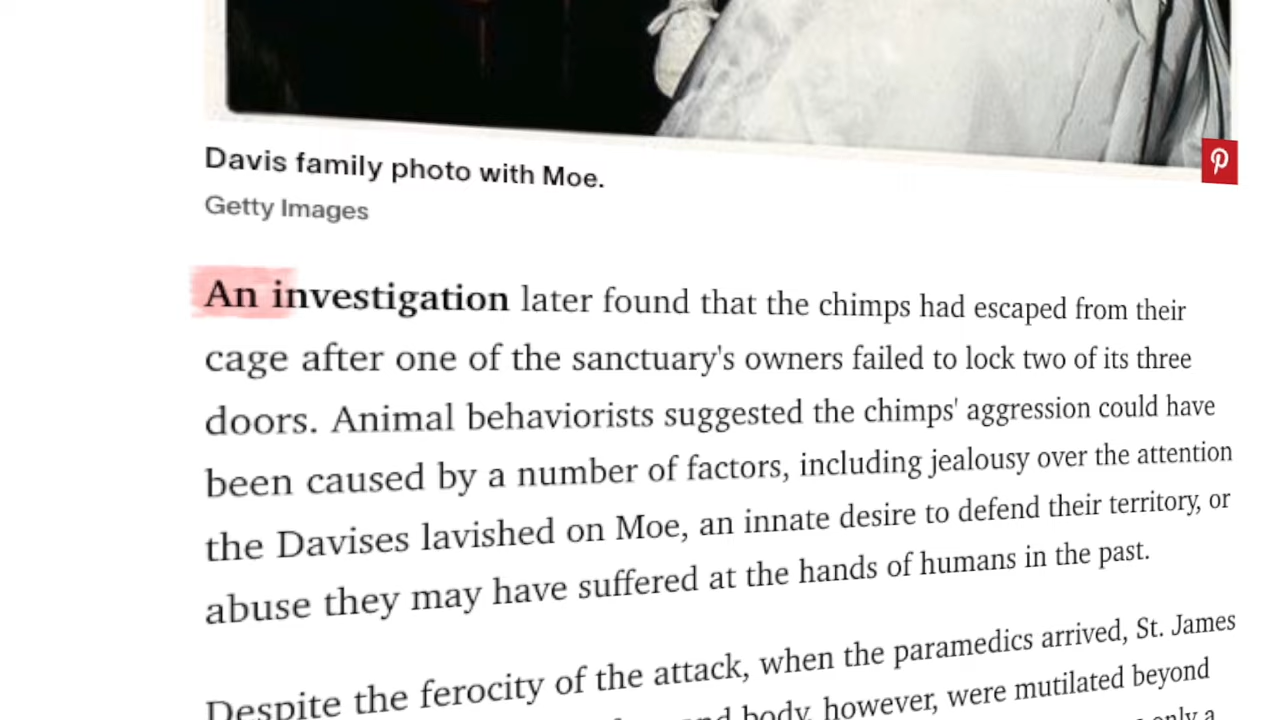 Davis family photo with Moe.
Getty Images
An investigation later found that the chimps had escaped from their
cage after one of the sanctuary's owners failed to lock two of its three
doors. Animal behaviorists suggested the chimps' aggression could have
been caused by a number of factors, including jealousy over the attention
the Davises lavished on Moe, an innate desire to defend their territory, or
abuse they may have suffered at the hands of humans in the past.
Despite the ferocity of the attack, when the paramedics arrived, St. James
body, however, were mutilated beyond
only a